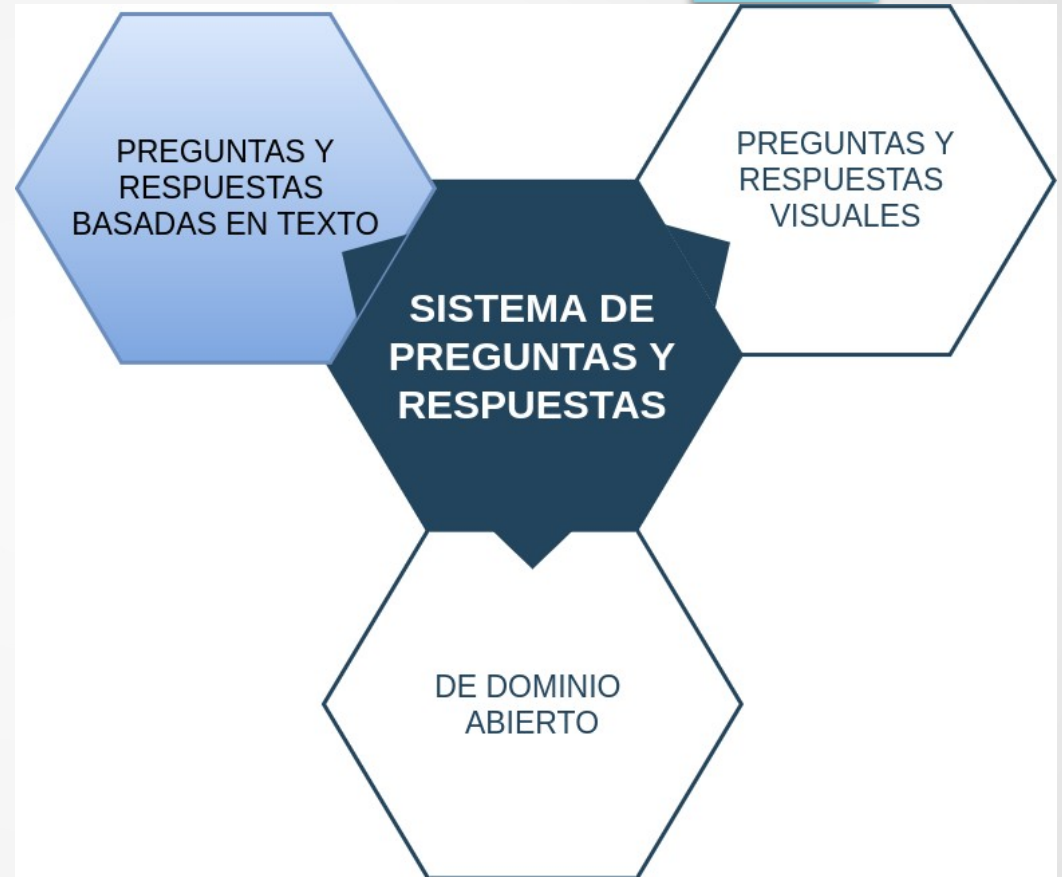 PREGUNTAS Y
RESPUESTAS
BASADAS EN TEXTO
PREGUNTAS Y
RESPUESTAS
VISUALES
SISTEMA DE
PREGUNTAS Y
RESPUESTAS
DE DOMINIO
ABIERTO